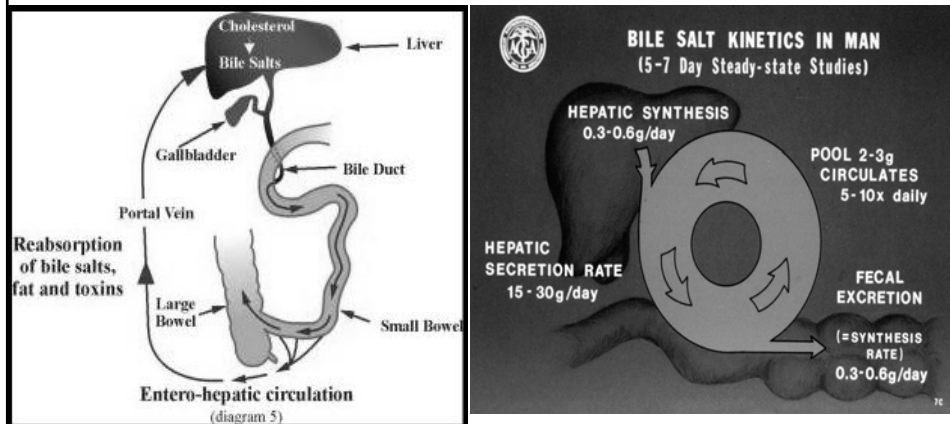 Cholesterol
Bile Salts
Liver
Gallbladder
Bile Duct
Portal Vein
Reabsorption
of bile salts,
fat and toxins
Large
Bowel
Small Bowel
Entero-hepatic circulation
(diagram 5)
AGA
BILE SALT KINETICS IN MAN
(5-7 Day Steady-state Studies)
HEPATIC SYNTHESIS
0.3-0.6g/day
POOL 2-3g
CIRCULATES
5-10x daily
HEPATIC
SECRETION RATE
15-30g/day
FECAL
EXCRETION
(=SYNTHESIS
RATE)
0.3-0.6g/day
7C